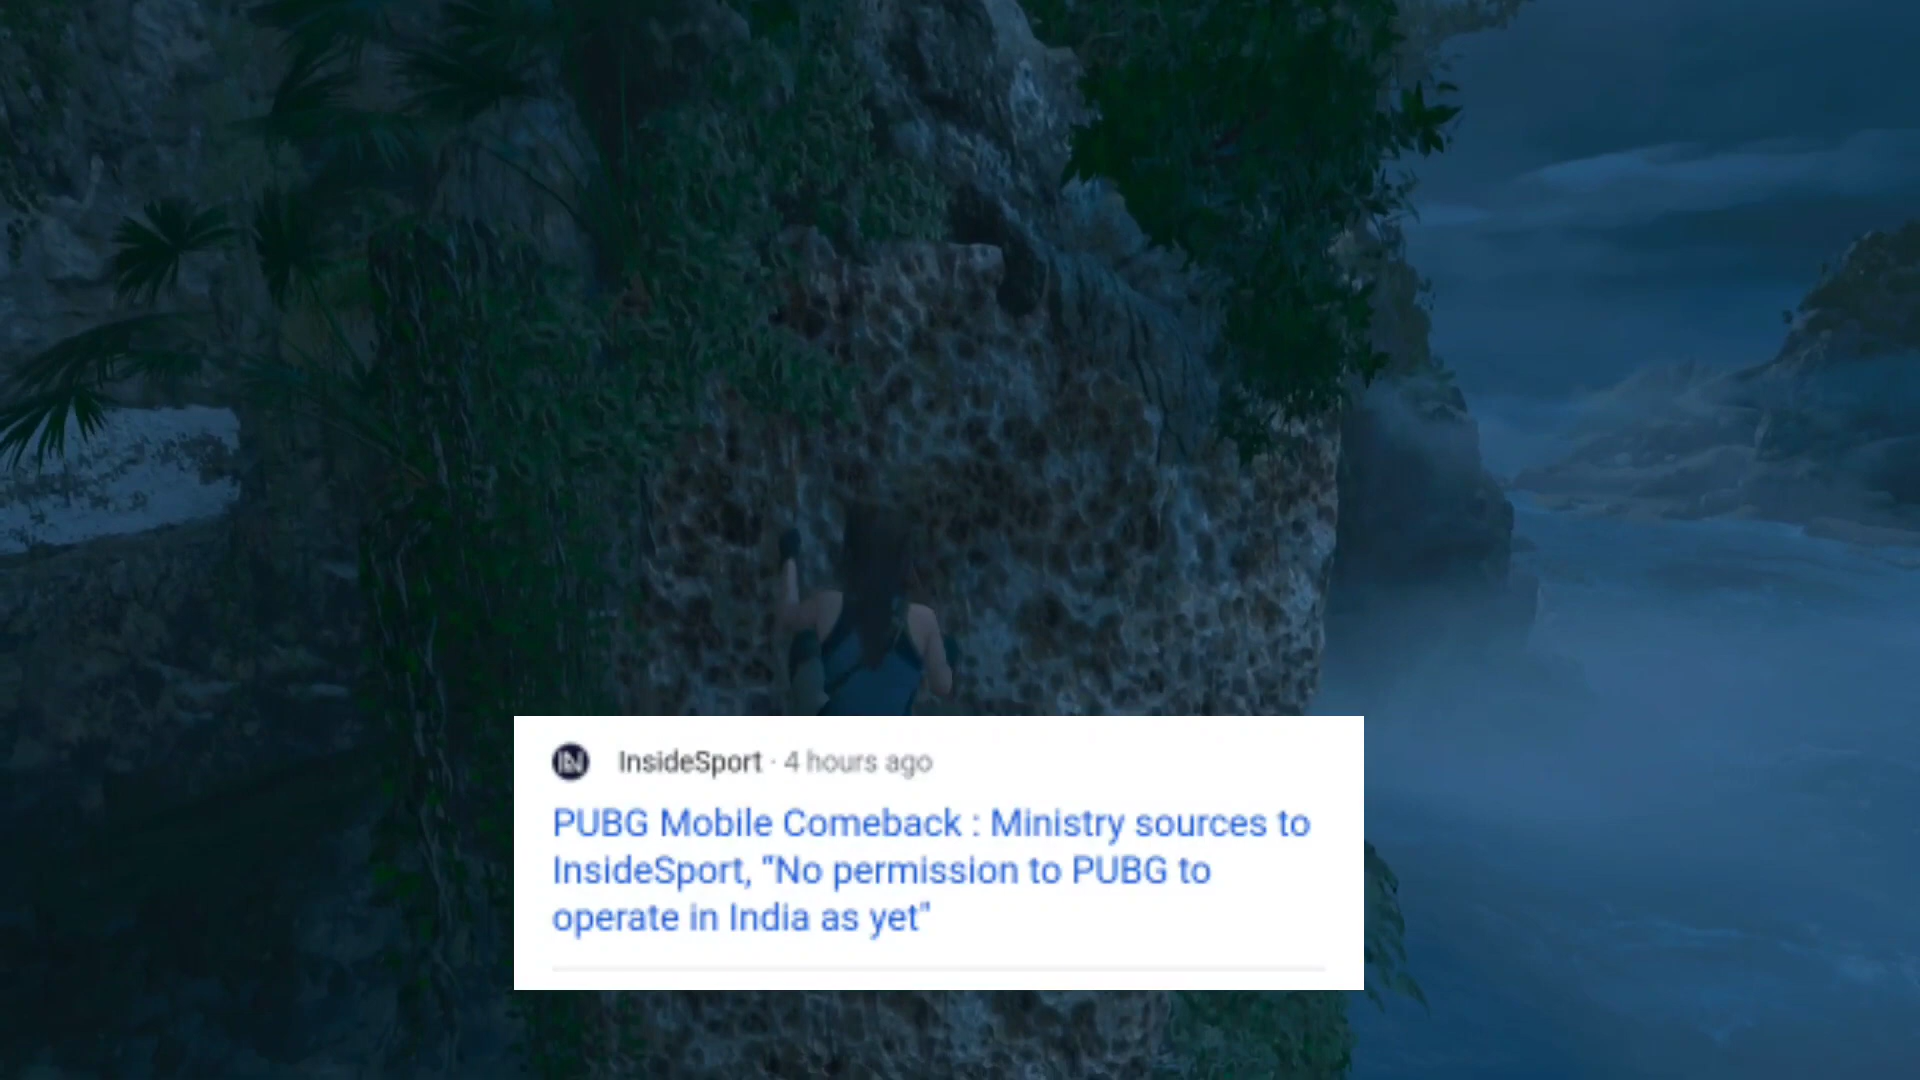 InsideSport · 4 hours ago
PUBG Mobile Comeback : Ministry sources to
InsideSport, "No permission to PUBG to
operate in India as yet"